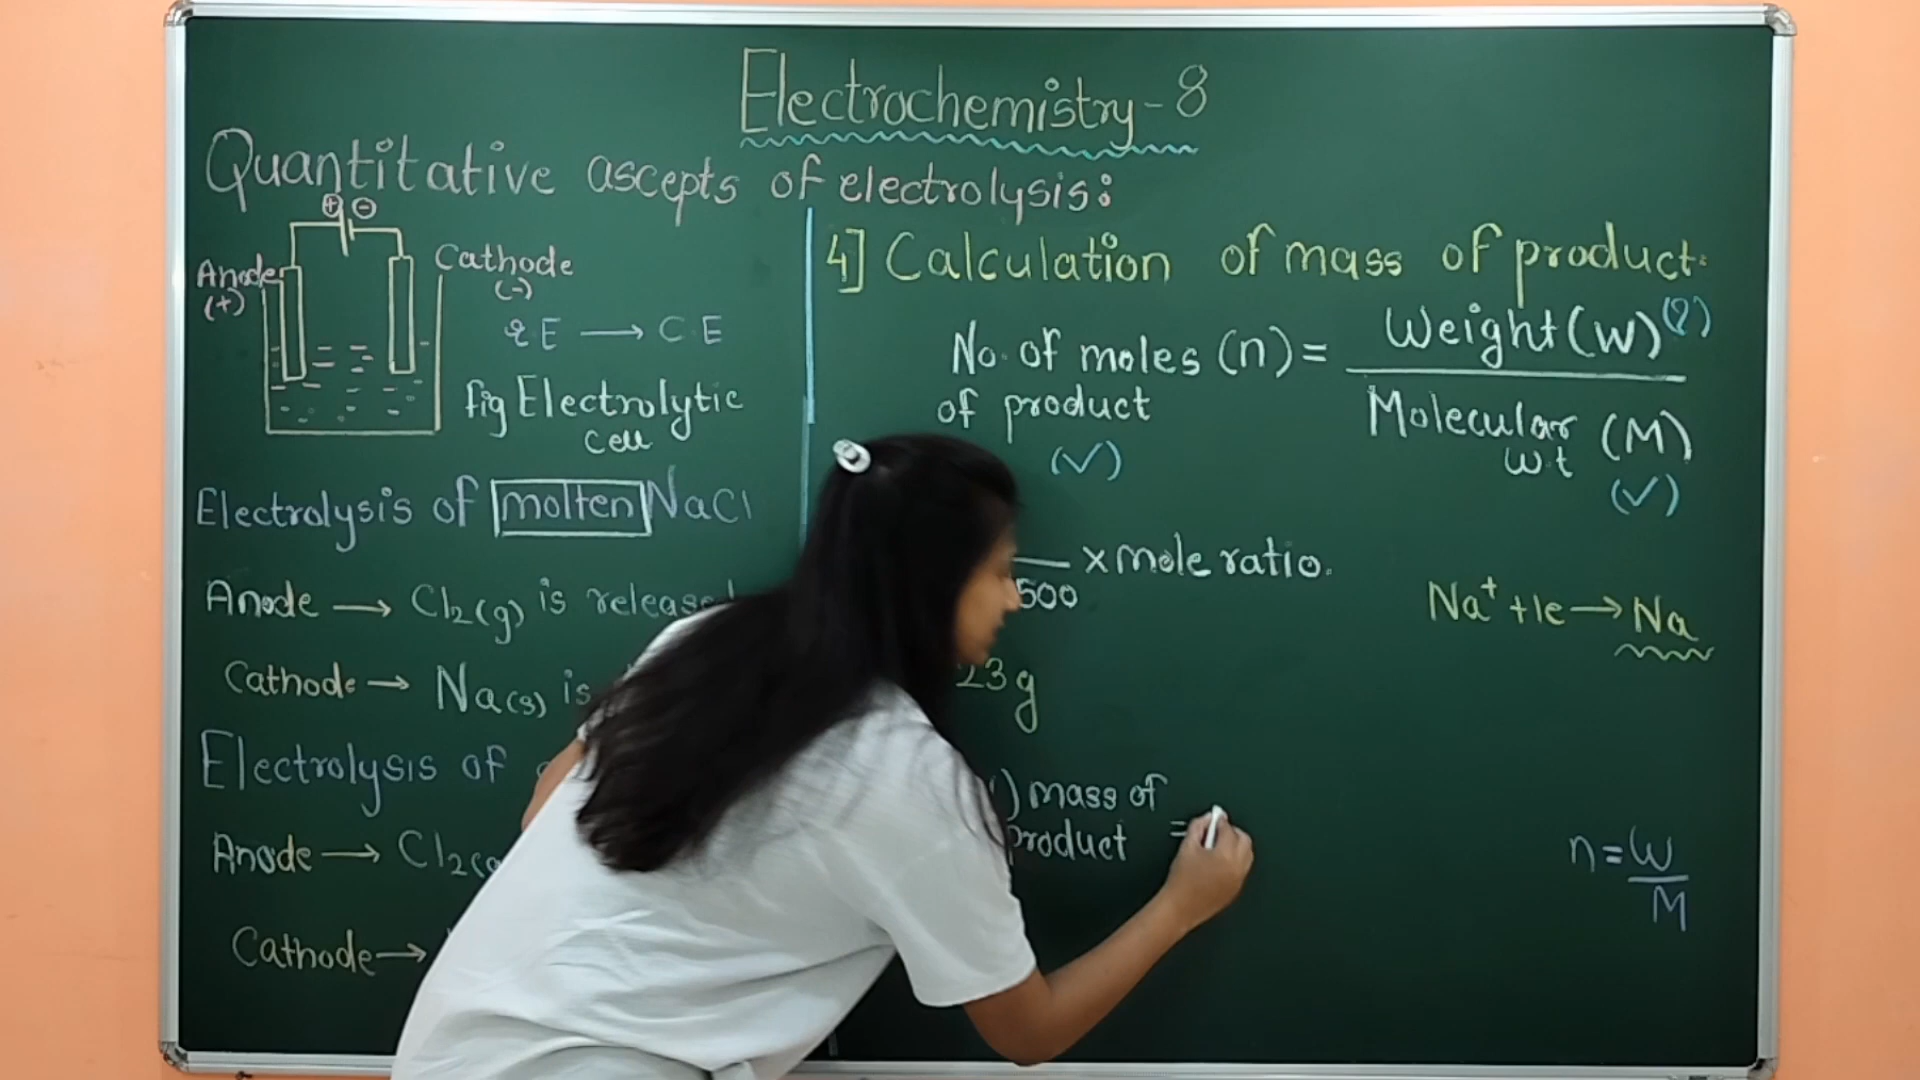 Electrochemistry-8
Quantitative ascepts of electrolysis:
⊕ ⊖
Anode
(+)
Cathode
(-)
E → C.E
fig Electrolytic
cell
Electrolysis of molten NaCl
Anode → Cl₂(g) is released
Cathode → Na(s) is
Electrolysis of
Anode → Cl₂(
Cathode →
4] Calculation of mass of product:
No. of moles (n) = Weight (W) (?)
of product
Molecular (M)
wt
(✓)
(✓)
500 × mole ratio.
Na⁺ + 1e → Na
23g
) mass of
product =
n = W
M